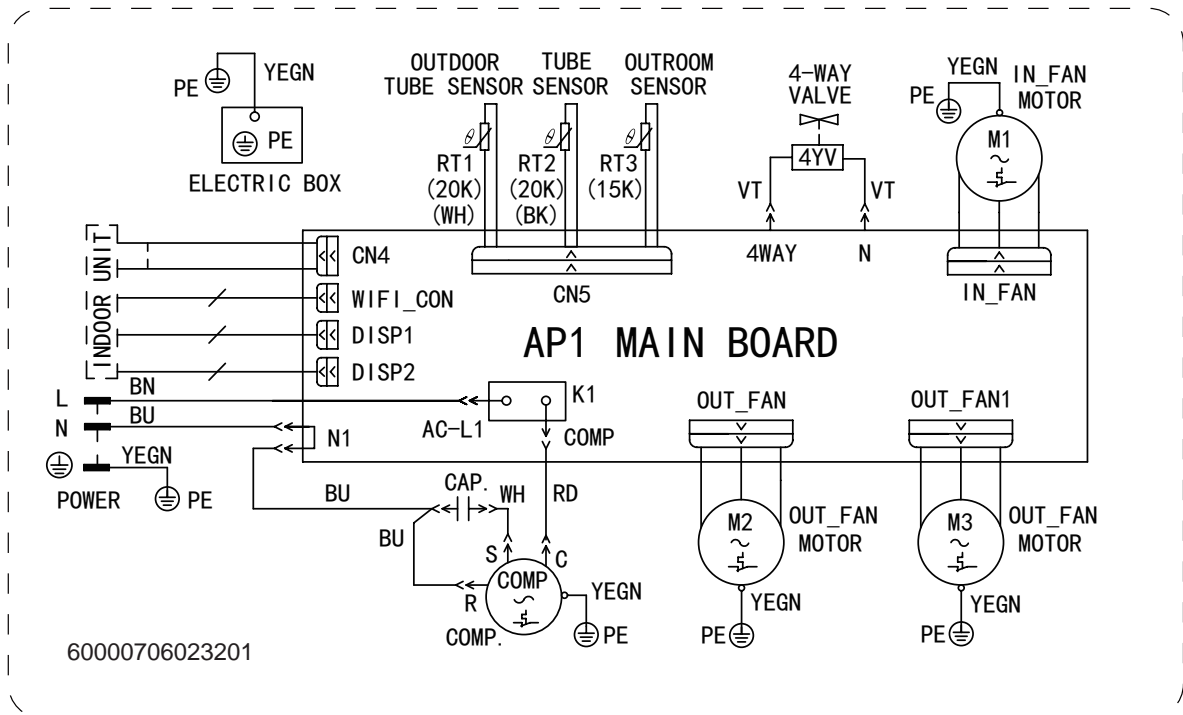 PE
YEGN
PE
ELECTRIC BOX
OUTDOOR
TUBE SENSOR
TUBE
SENSOR
OUTROOM
SENSOR
θ
RT1
(20K)
(WH)
θ
RT2
(20K)
(BK)
θ
RT3
(15K)
4-WAY
VALVE
4YV
VT
VT
YEGN
PE
IN_FAN
MOTOR
M1
INDOOR UNIT
CN4
WIFI_CON
DISP1
DISP2
CN5
4WAY
N
IN_FAN
AP1 MAIN BOARD
L
BN
N
BU
YEGN
POWER
PE
N1
AC-L1
K1
COMP
OUT_FAN
OUT_FAN1
BU
CAP.
WH
RD
BU
S
C
R
COMP
COMP.
YEGN
PE
M2
OUT_FAN
MOTOR
YEGN
PE
M3
OUT_FAN
MOTOR
YEGN
PE
60000706023201